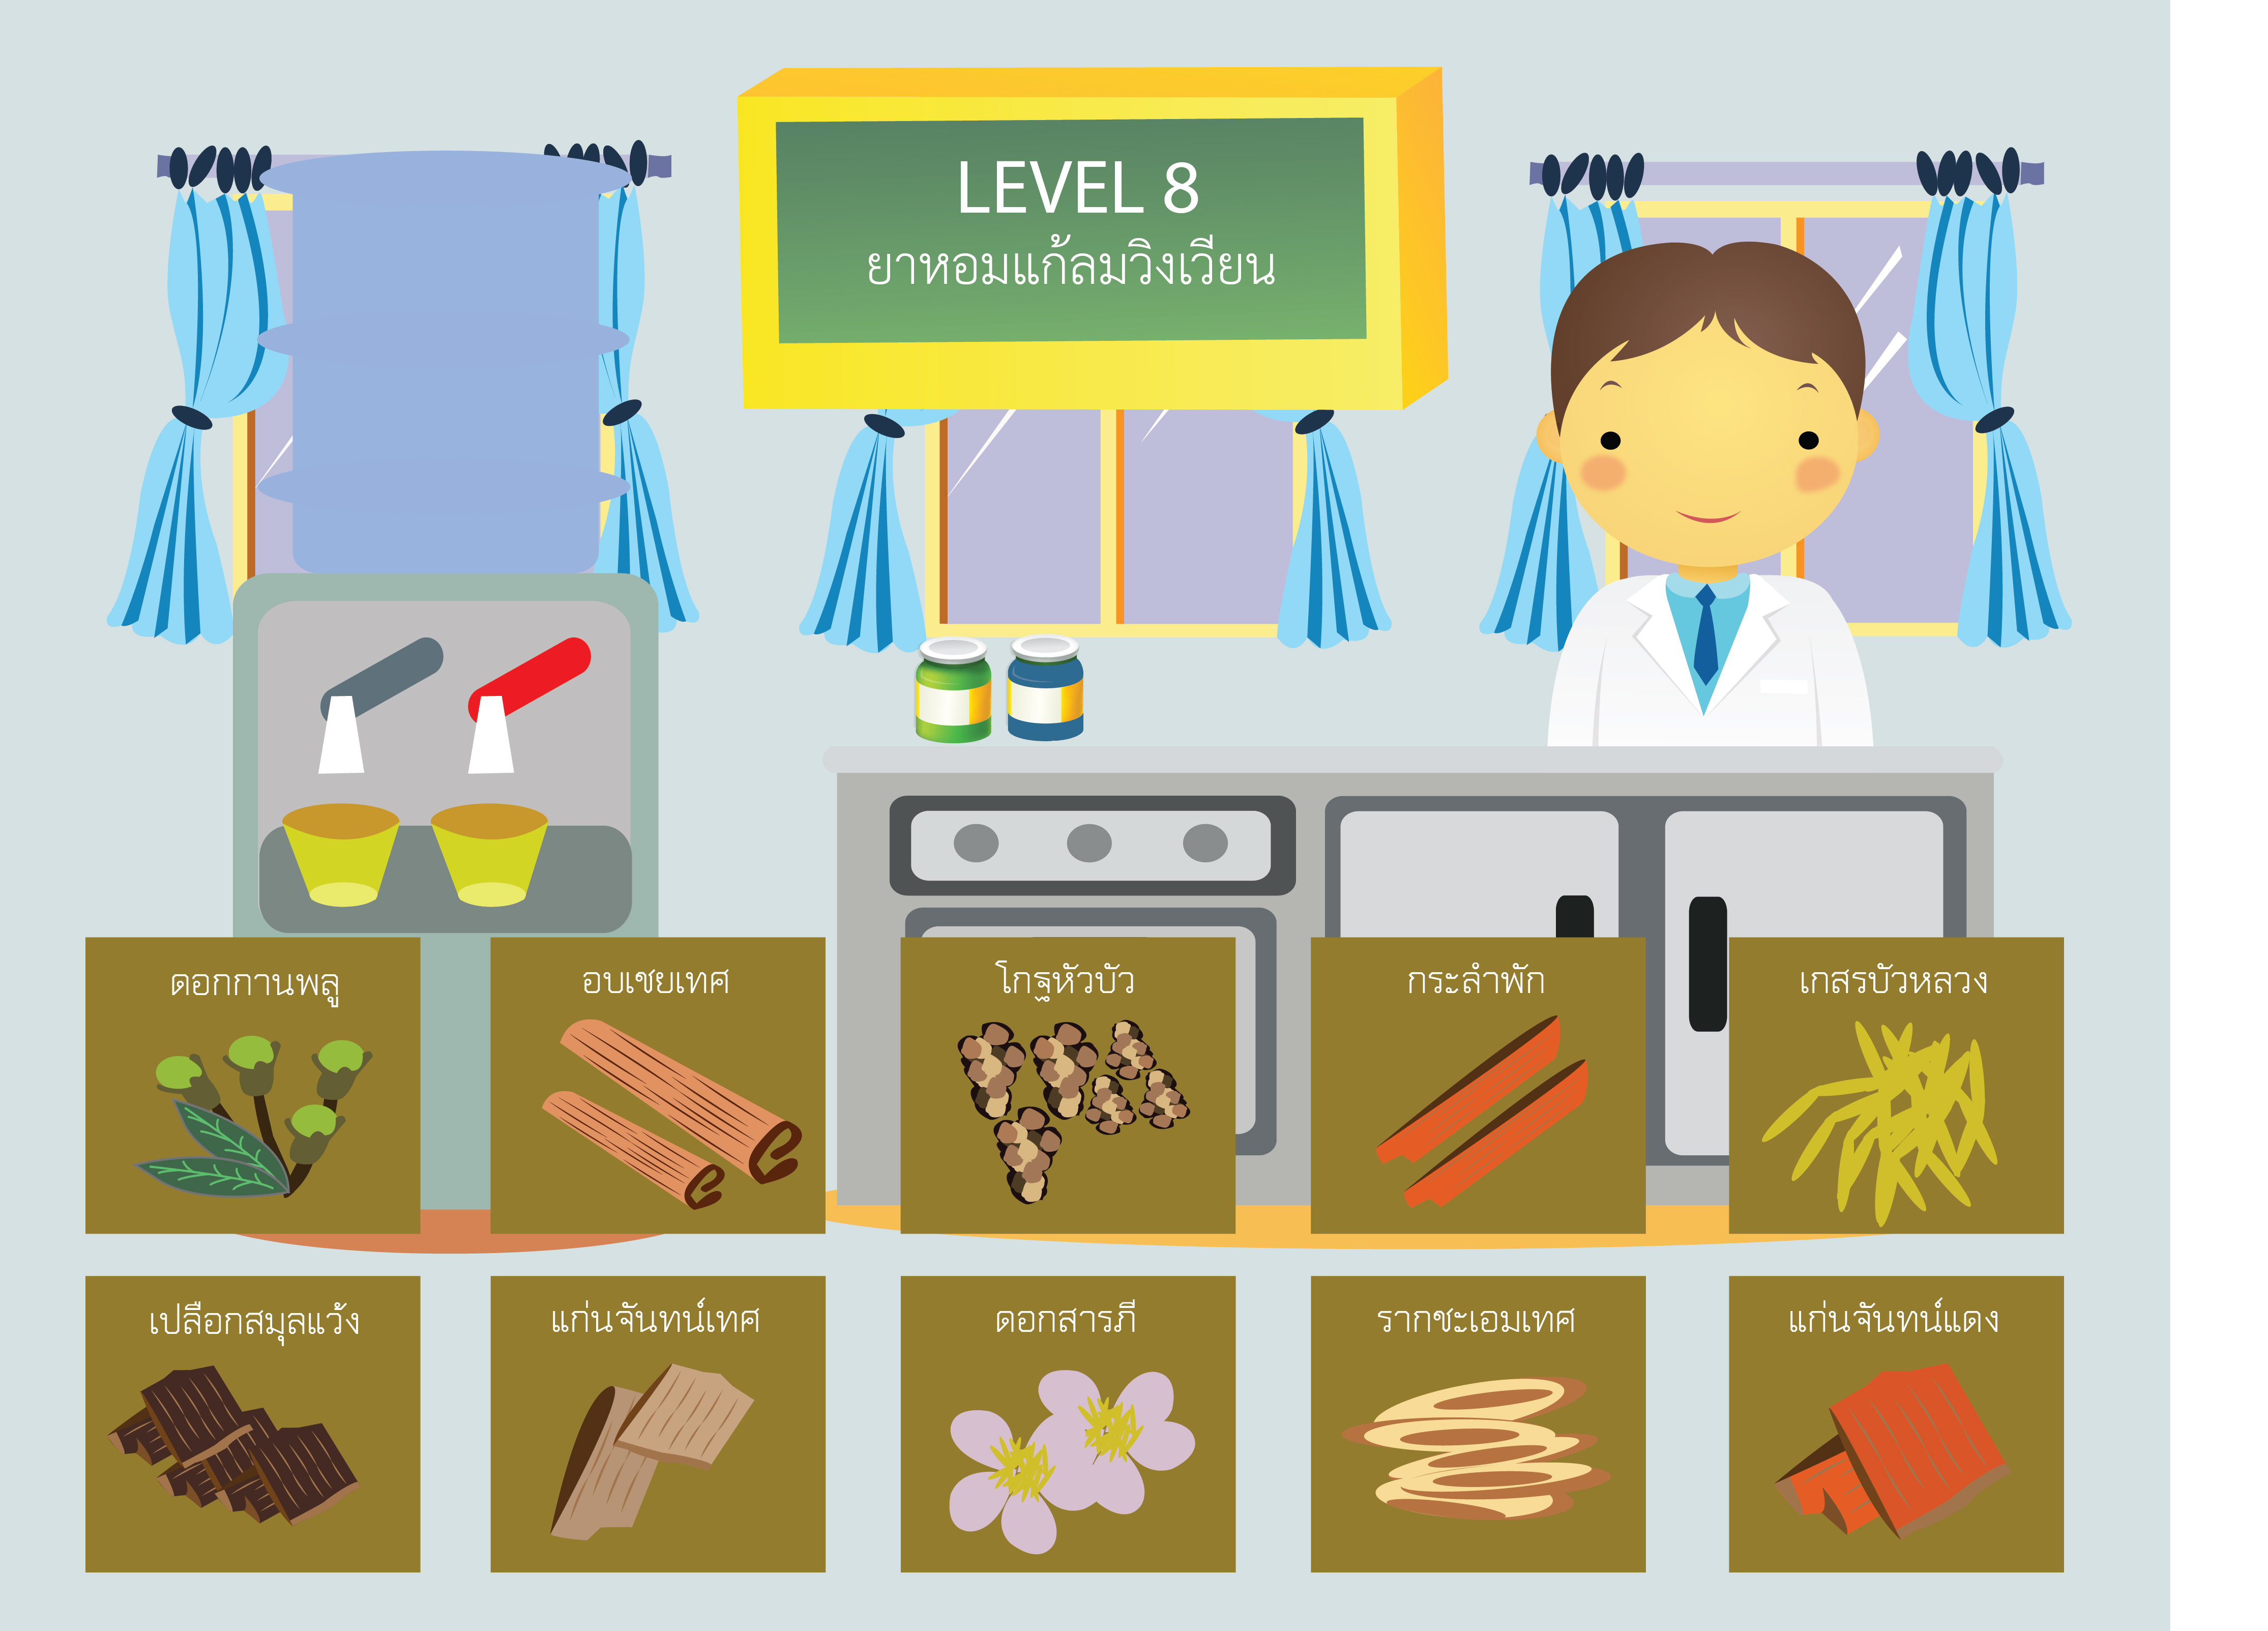 LEVEL 8
ยาหอมแก้ลมวิงเวียน
ดอกกานพลู
อบเชยเทศ
โกฐหัวบัว
กระลำพัก
เกสรบัวหลวง
เปลือกสมุลแว้ง
แก่นจันทน์เทศ
ดอกสารภี
รากชะเอมเทศ
แก่นจันทน์แดง